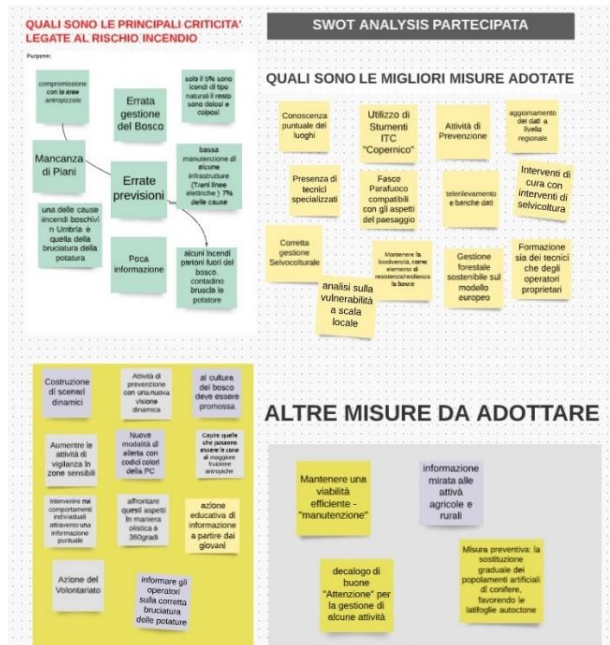 QUALI SONO LE PRINCIPALI CRITICITA'
LEGATE AL RISCHIO INCENDIO
Purpose:
compromissione
con le aree
antropizzate
Errata
gestione
del Bosco
solo il 5% sono
icendi di tipo
naturali il resto
sono dolosi e
colposi
Mancanza
di Piani
Errate
previsioni
bassa
manutenzione di
alcune
infrastrutture
(Treni linee
elettriche ) 7%
delle cause
una delle cause
incendi boschivi
n Umbria è
quella della
bruciatura della
potatura
Poca
informazione
alcuni incendi
partoni fuori del
bosco.
contadino
bruscia le
potatore
SWOT ANALYSIS PARTECIPATA
QUALI SONO LE MIGLIORI MISURE ADOTATE
Conoscenza
puntuale dei
luoghi
Utilizzo di
Stumenti
ITC
"Copernico"
Attività di
Prevenzione
aggiornamento
dei dati a
livello
regionale
Presenza di
tecnici
specializzati
Fasce
Parafuoco
compatibili
con gli aspetti
del paesaggio
telerilevamento
e banche dati
Interventi di
cura con
interventi di
selvicoltura
Corretta
gestione
Selvocolturale
analisi sulla
vulnerabilità
a scala
locale
Mantenere la
biodiversità, come
elemento di
resistenza/resilienza
la bosco
Gestione
forestale
sostenibile sul
modello
europeo
Formazione
sia dei tecnici
che degli
operatori
proprietari
Costruzione
di scenari
dinamici
Attività di
prevenzione
con una nuova
visione
dinamica
al cultura
del bosco
deve essere
promossa
Aumentre le
attività di
vigilanza in
zone sensibili
Nuove
modalità di
allerta con
codici colori
della PC
Capire quelle
che possono
essere le zone
di maggiore
fruizione
antropiche
Intervenire nei
comportamenti
individuali
attraverso una
informazione
puntuale
affrontare
questi aspetti
in maniera
olistica a
360gradi
azione
educativa di
informazione
a partire dai
giovani
Azione del
Volontariato
informare gli
operatori
sulla corretta
bruciatura
delle potature
ALTRE MISURE DA ADOTTARE
Mantenere una
viabilità
efficiente -
"manutenzione"
informazione
mirata alle
attivà
agricole e
rurali
decalogo di
buone
"Attenzione" per
la gestione di
alcune attività
Misura preventiva: la
sostituzione
graduale dei
popolamenti artificiali
di conifere,
favorendo le
latifoglie autoctone